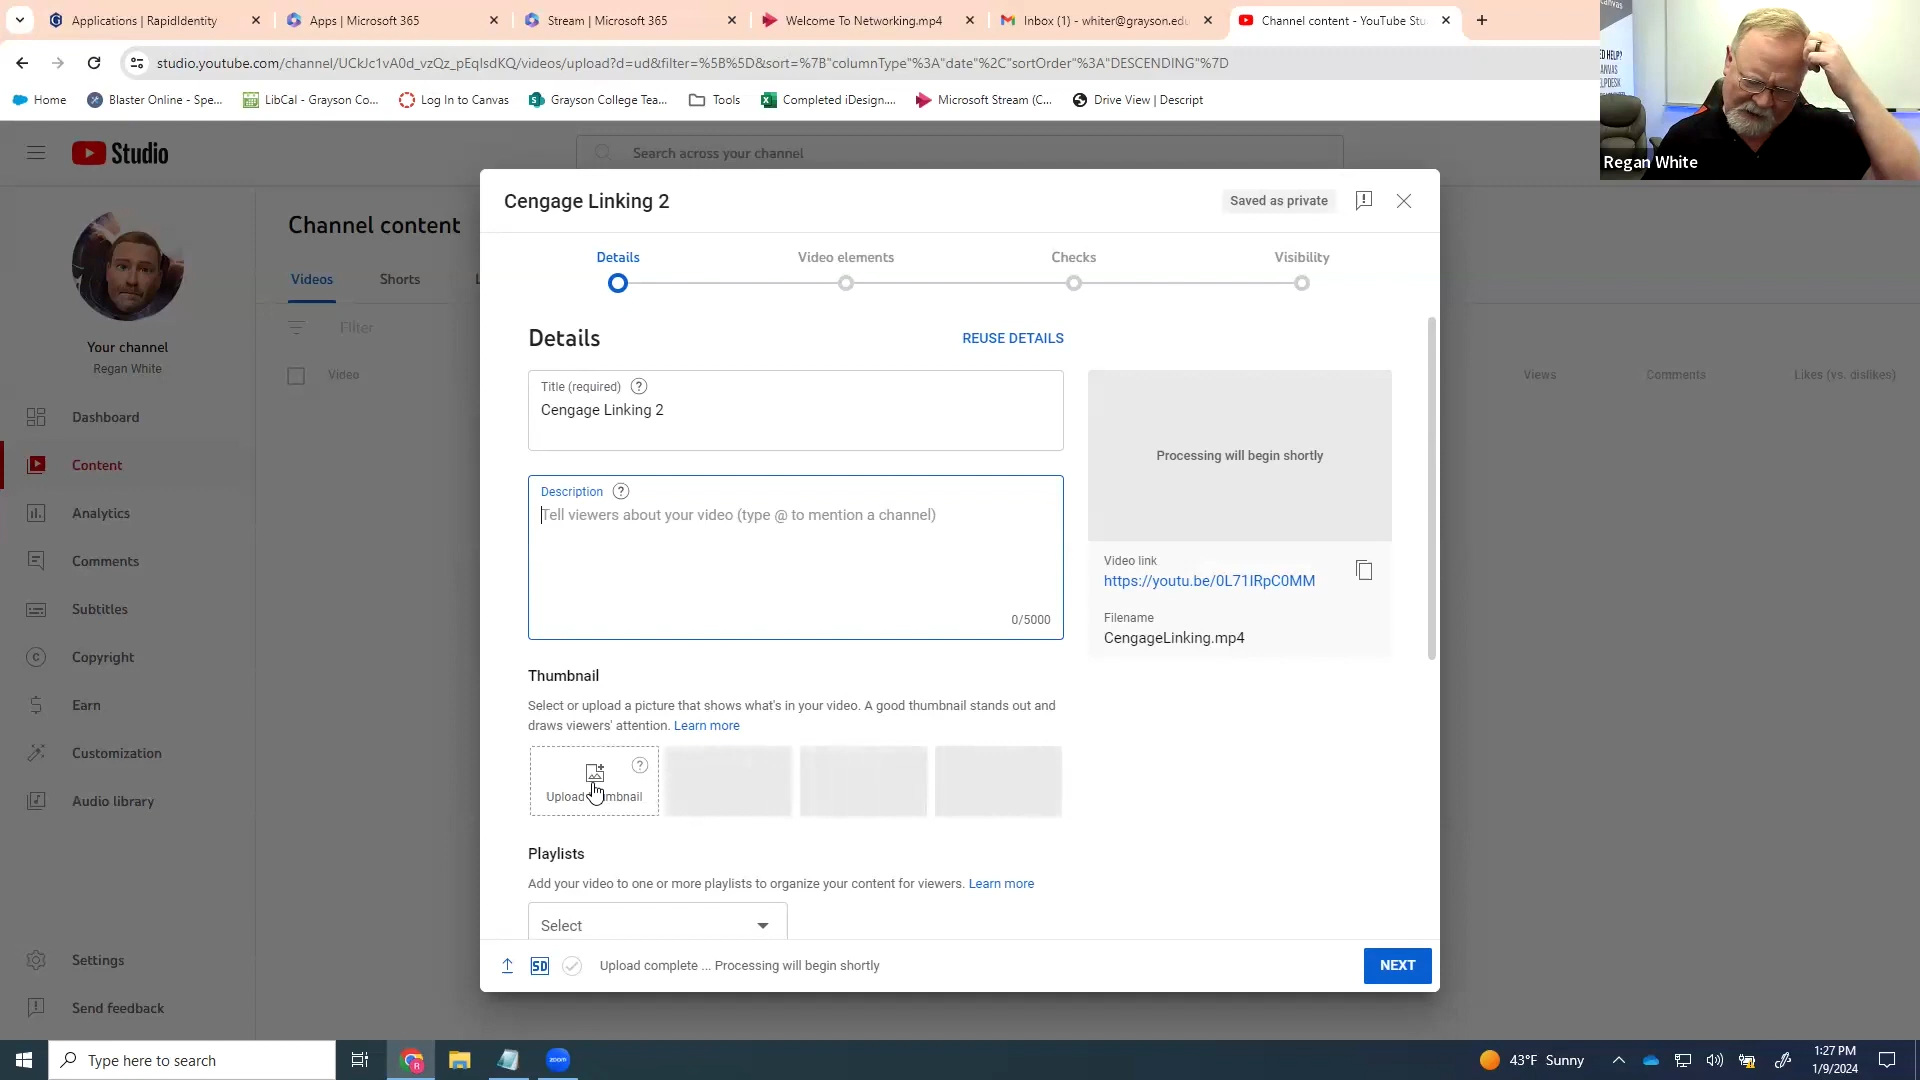 Applications | RapidIdentity
Apps | Microsoft 365
Stream | Microsoft 365
Welcome To Networking.mp4
Inbox (1) - whiter@grayson.edu
Channel content - YouTube Stu
studio.youtube.com/channel/UCkJc1vA0d_vzQz_pEqIsdKQ/videos/upload?d=ud&filter=%5B%5D&sort=%7B"columnType"%3A"date"%2C"sortOrder"%3A"DESCENDING"%7D
Home
Blaster Online - Spe...
LibCal - Grayson Co...
Log In to Canvas
Grayson College Tea...
Tools
Completed iDesign....
Microsoft Stream (C...
Drive View | Descript
Regan White
Studio
Search across your channel
Your channel
Regan White
Dashboard
Content
Analytics
Comments
Subtitles
Copyright
Earn
Customization
Audio library
Settings
Send feedback
Channel content
Videos
Shorts
Filter
Video
Views
Comments
Likes (vs. dislikes)
Cengage Linking 2
Saved as private
Details
Video elements
Checks
Visibility
Details
REUSE DETAILS
Title (required)
Cengage Linking 2
Description
Tell viewers about your video (type @ to mention a channel)
0/5000
Processing will begin shortly
Video link
https://youtu.be/0L71IRpC0MM
Filename
CengageLinking.mp4
Thumbnail
Select or upload a picture that shows what's in your video. A good thumbnail stands out and
draws viewers' attention. Learn more
Upload
Playlists
Add your video to one or more playlists to organize your content for viewers. Learn more
Select
SD
Upload complete ... Processing will begin shortly
NEXT
Type here to search
zoom
43°F Sunny
1:27 PM
1/9/2024